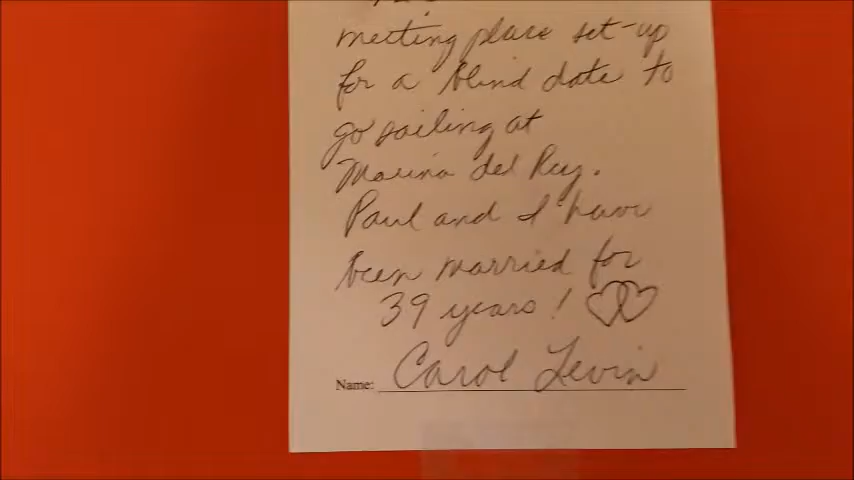 meeting place set-up
for a blind date to
go sailing at
Marina del Rey.
Paul and I have
been married for
39 years!
Name: Carol Levin